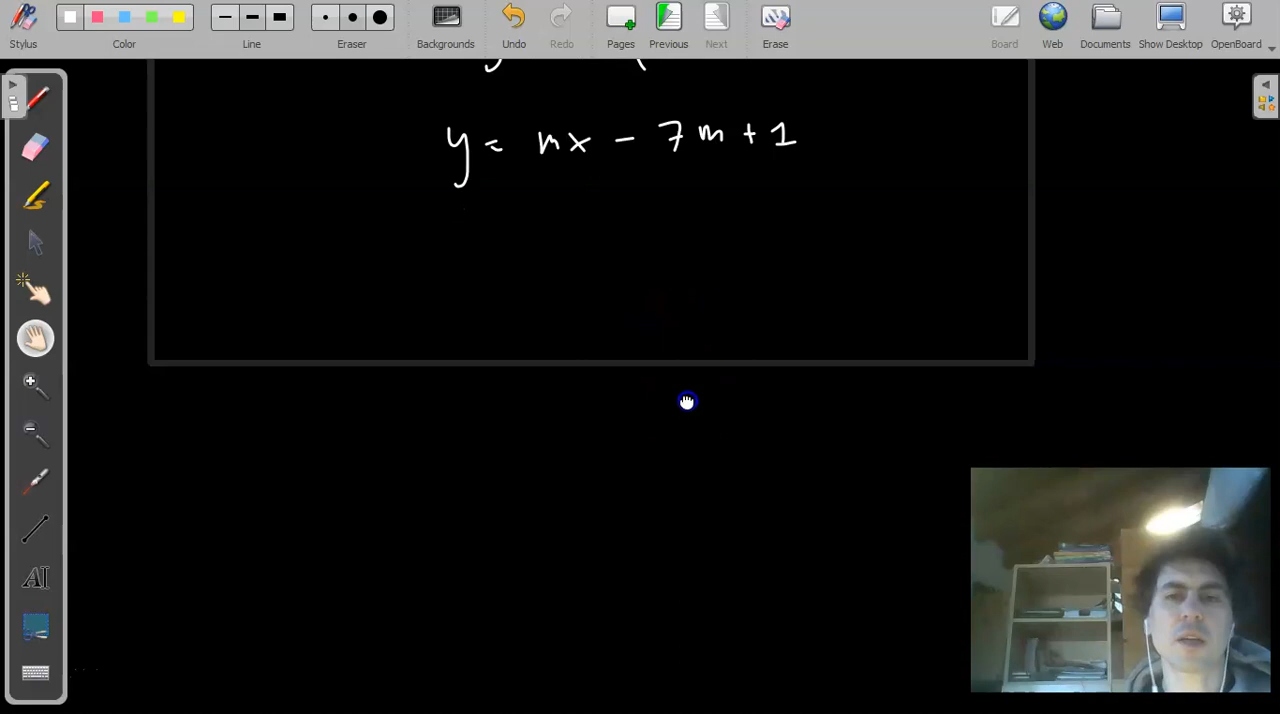 Stylus Color Line Eraser Backgrounds Undo Redo Pages Previous Next Erase Board Web Documents Show Desktop OpenBoard
y = mx - 7m + 1
AI